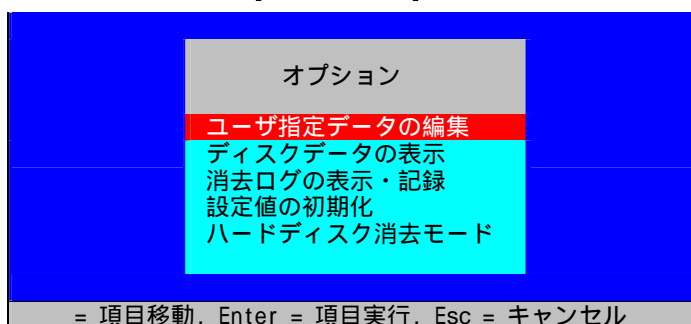 オプション
ユーザ指定データの編集
ディスクデータの表示
消去ログの表示・記録
設定値の初期化
ハードディスク消去モード
= 項目移動, Enter = 項目実行, Esc = キャンセル